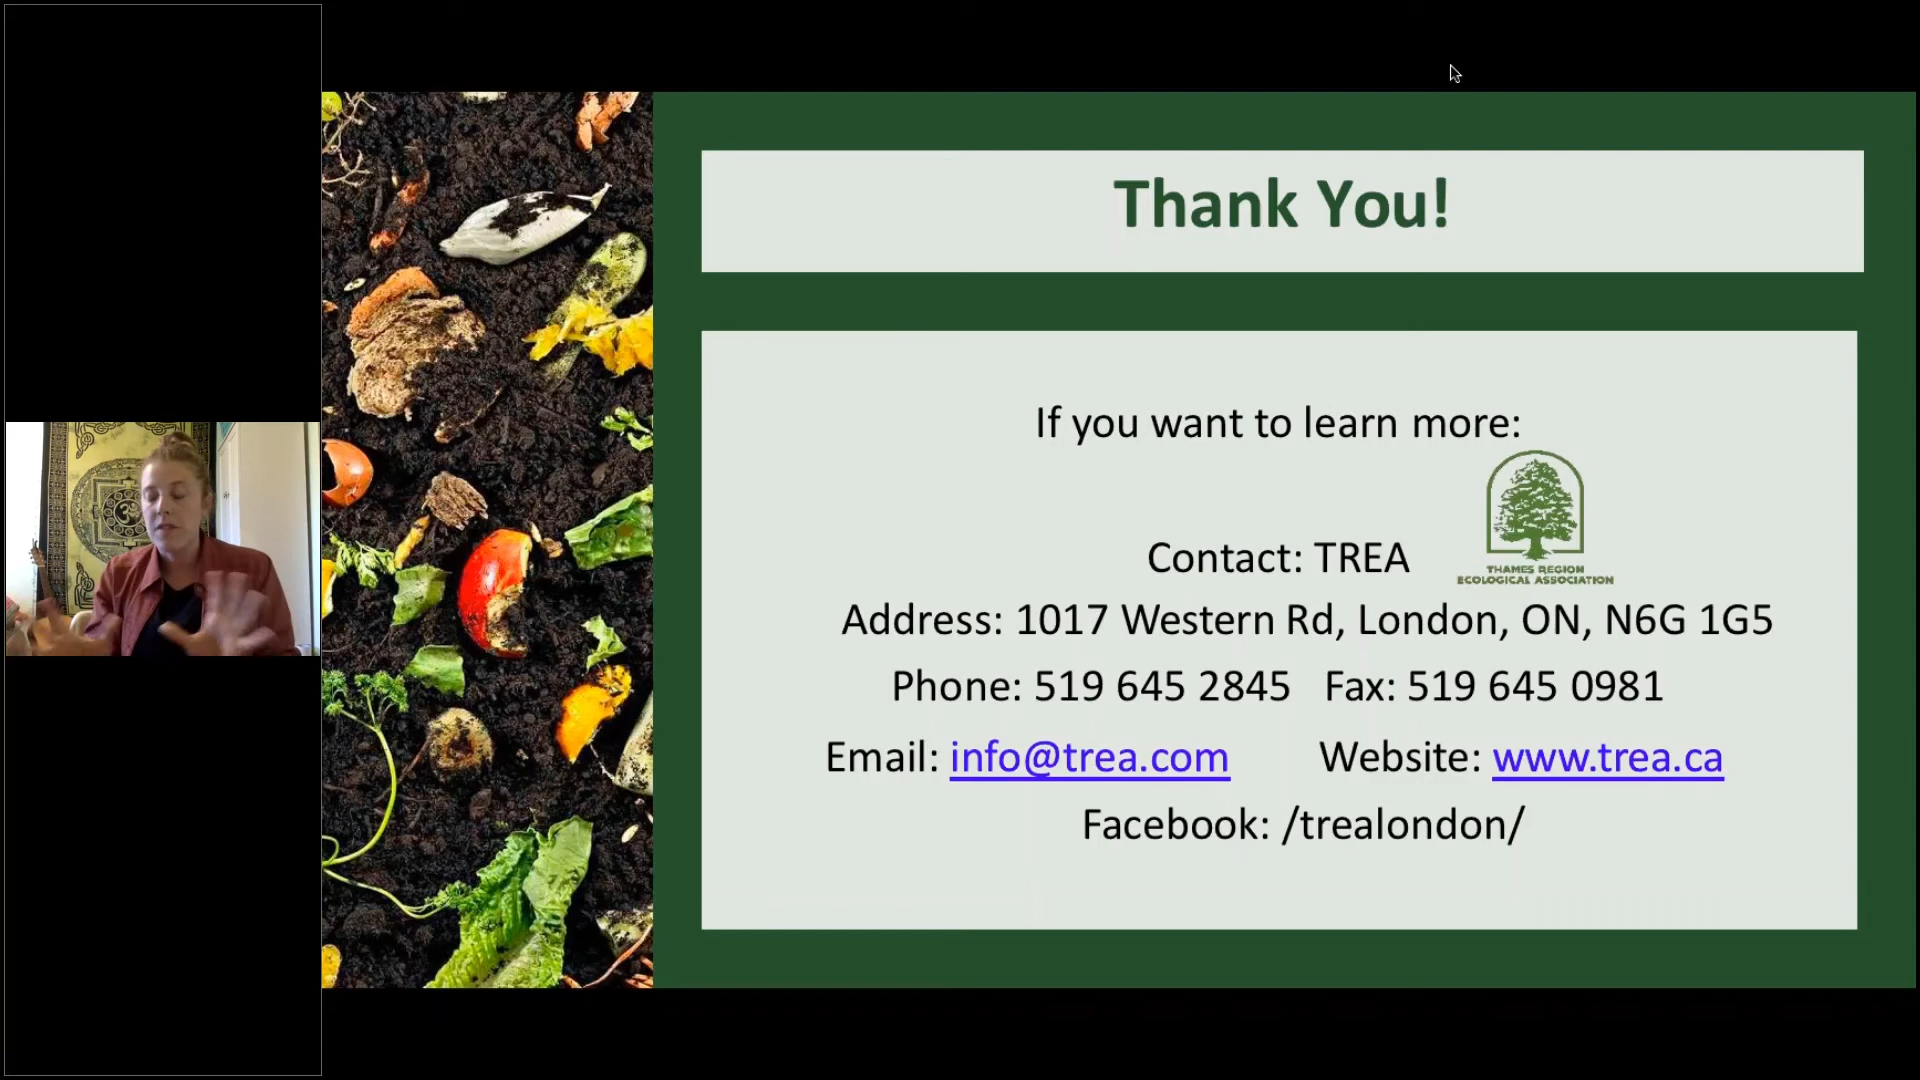 Thank You!
If you want to learn more:
Contact: TREA
THAMES REGION
ECOLOGICAL ASSOCIATION
Address: 1017 Western Rd, London, ON, N6G 1G5
Phone: 519 645 2845 Fax: 519 645 0981
Email: info@trea.com Website: www.trea.ca
Facebook: /trealondon/